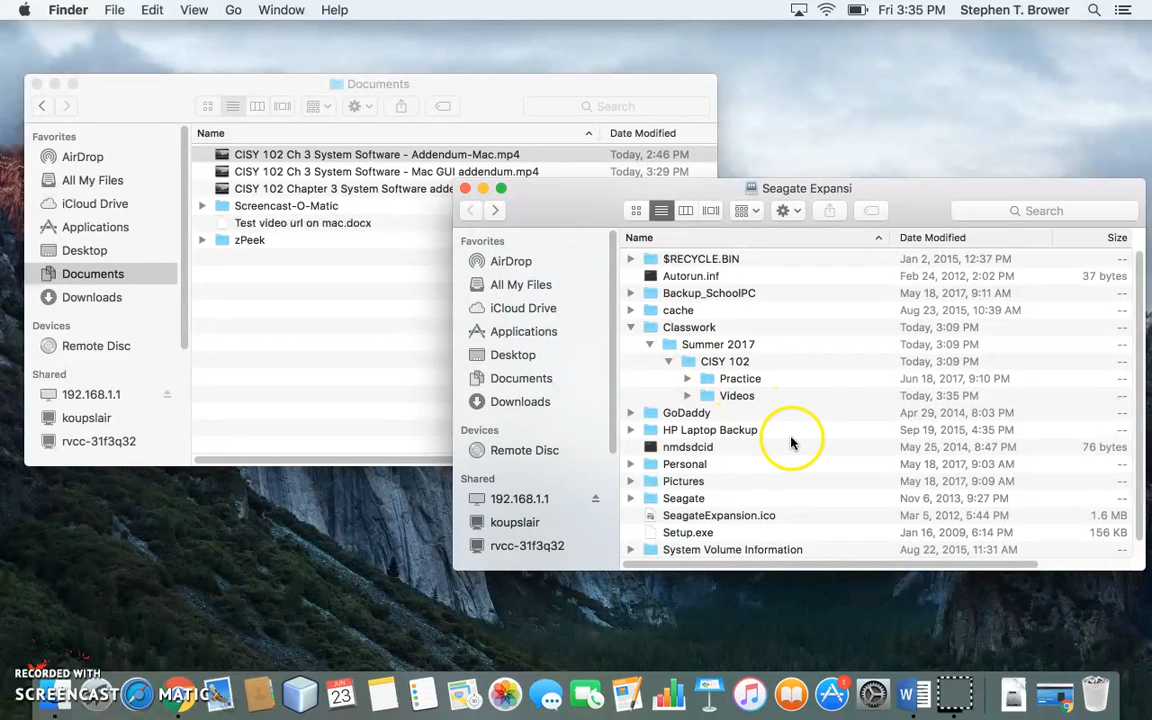 Finder File Edit View Go Window Help Fri 3:35 PM Stephen T. Brower
Documents
Search
Favorites
AirDrop
All My Files
iCloud Drive
Applications
Desktop
Documents
Downloads
Devices
Remote Disc
Shared
192.168.1.1
koupslair
rvcc-31f3q32
Name Date Modified
CISY 102 Ch 3 System Software - Addendum-Mac.mp4 Today, 2:46 PM
CISY 102 Ch 3 System Software - Mac GUI addendum.mp4 Today, 3:29 PM
CISY 102 Chapter 3 System Software adde
Screencast-O-Matic
Test video url on mac.docx
zPeek
Seagate Expansi
Search
Favorites
AirDrop
All My Files
iCloud Drive
Applications
Desktop
Documents
Downloads
Devices
Remote Disc
Shared
192.168.1.1
koupslair
rvcc-31f3q32
Name Date Modified Size
$RECYCLE.BIN Jan 2, 2015, 12:37 PM --
Autorun.inf Feb 24, 2012, 2:02 PM 37 bytes
Backup_SchoolPC May 18, 2017, 9:11 AM --
cache Aug 23, 2015, 10:39 AM --
Classwork Today, 3:09 PM --
Summer 2017 Today, 3:09 PM --
CISY 102 Today, 3:09 PM --
Practice Jun 18, 2017, 9:10 PM --
Videos Today, 3:35 PM --
GoDaddy Apr 29, 2014, 8:03 PM --
HP Laptop Backup Sep 19, 2015, 4:35 PM --
nmdsdcid May 25, 2014, 8:47 PM 76 bytes
Personal May 18, 2017, 9:03 AM --
Pictures May 18, 2017, 9:09 AM --
Seagate Nov 6, 2013, 9:27 PM --
SeagateExpansion.ico Mar 5, 2012, 5:44 PM 1.6 MB
Setup.exe Jan 16, 2009, 6:14 PM 156 KB
System Volume Information Aug 22, 2015, 11:31 AM --
RECORDED WITH
SCREENCAST MATIC
JUN
23
1
W